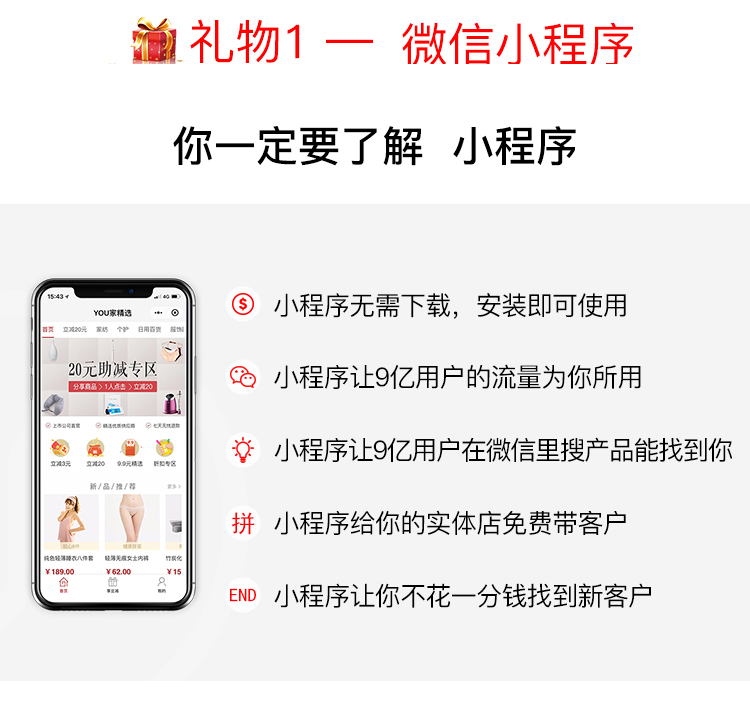 礼物1 一 微信小程序
你一定要了解 小程序
小程序无需下载，安装即可使用
小程序让9亿用户的流量为你所用
小程序让9亿用户在微信里搜产品能找到你
拼 小程序给你的实体店免费带客户
END 小程序让你不花一分钱找到新客户
15:43 4G
YOU家精选
首页 立减20元 家纺 个护 日用百货 服饰
20元助减专区
分享商品 > 1人点击 > 立减20
上市公司直营 精选优质供应商 七天无忧退款
立减3元 立减20 9.9元精选 折扣专区
新/品/推/荐 更多>
纯色轻薄睡衣八件套 轻薄无痕女士内裤 竹炭化
￥189.00 ￥62.00 ￥15
首页 享立减 我的